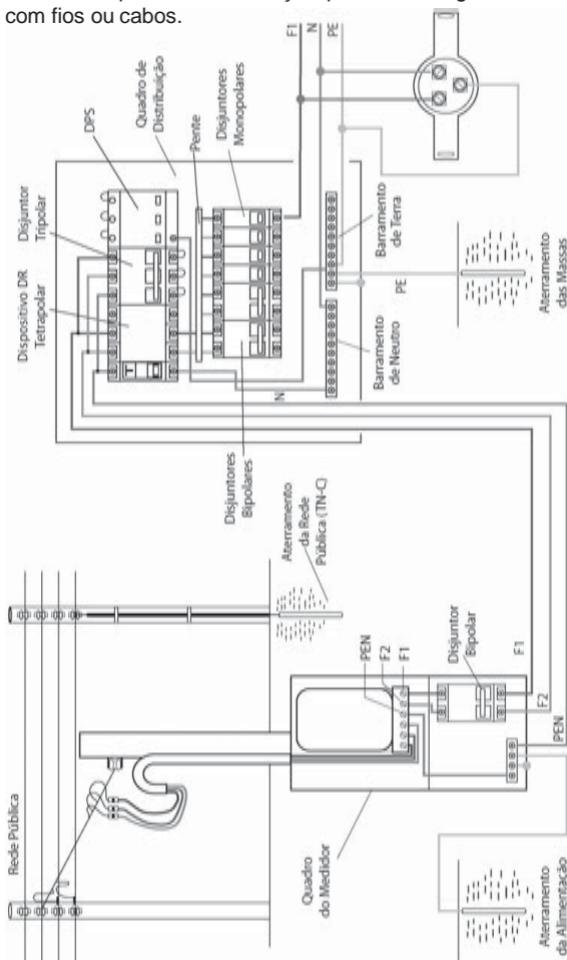 com fios ou cabos.
Rede Pública
Quadro
do Medidor
Aterramento
da Alimentação
Aterramento
da Rede
Pública (TN-C)
PEN
F2
F1
Disjuntor
Bipolar
F1
F2
PEN
Dispositivo DR
Tetrapolar
Disjuntor
Tripolar
DPS
Quadro de
Distribuição
Pente
Disjuntores
Monopolares
Disjuntores
Bipolares
T
N
Barramento
de Neutro
Barramento
de Terra
PE
Aterramento
das Massas
F1
N
PE